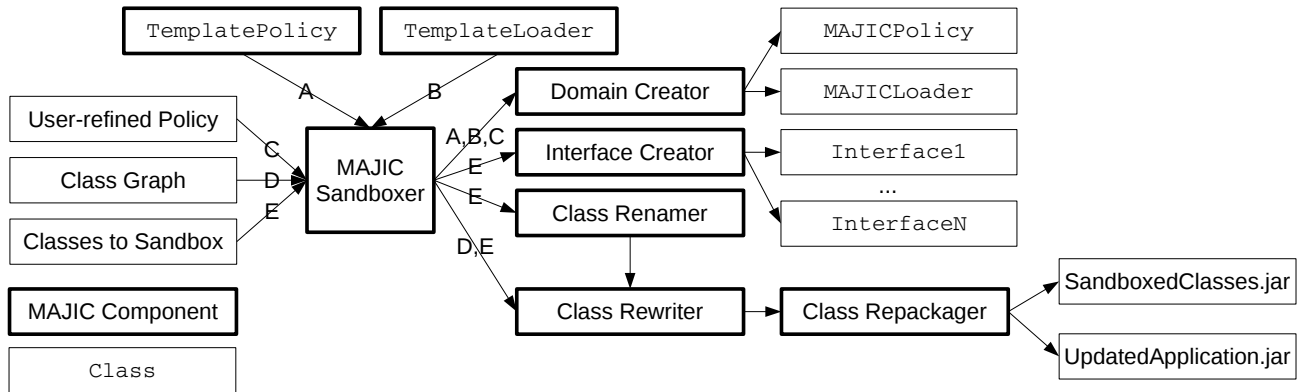 TemplatePolicy
TemplateLoader
MAJICPolicy
A
B
Domain Creator
MAJICLoader
User-refined Policy
C
MAJIC
Sandboxer
A,B,C
Interface Creator
Interface1
Class Graph
D
E
...
E
E
Class Renamer
InterfaceN
Classes to Sandbox
D,E
MAJIC Component
Class Rewriter
Class Repackager
SandboxedClasses.jar
Class
UpdatedApplication.jar